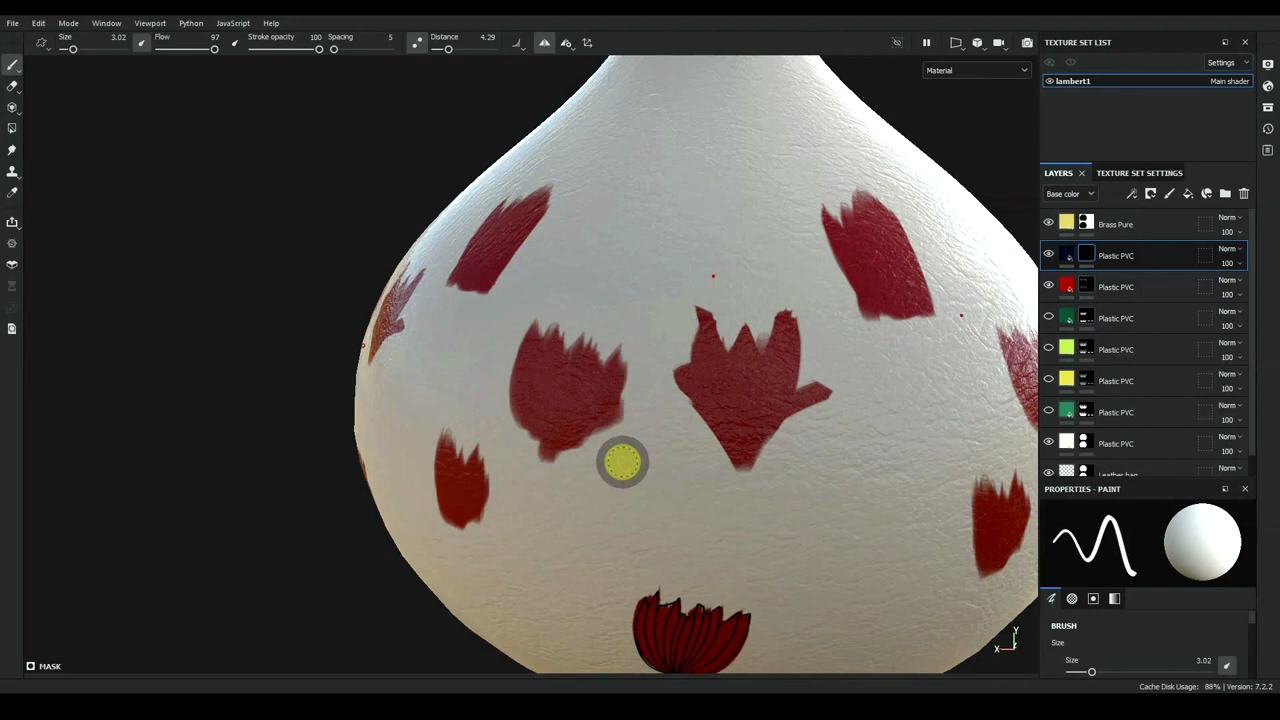 File Edit Mode Window Viewport Python JavaScript Help
Size 3.02 Flow 97 Stroke opacity 100 Spacing 5 Distance 4.29
Material
TEXTURE SET LIST
Settings
lambert1 Main shader
LAYERS TEXTURE SET SETTINGS
Base color
Brass Pure Norm 100
Plastic PVC Norm 100
Plastic PVC Norm 100
Plastic PVC Norm 100
Plastic PVC Norm 100
Plastic PVC Norm 100
Plastic PVC Norm 100
Plastic PVC Norm 100
Leather bag Norm
PROPERTIES - PAINT
BRUSH
Size
Size 3.02
Y
X
MASK
Cache Disk Usage: 88% | Version: 7.2.2